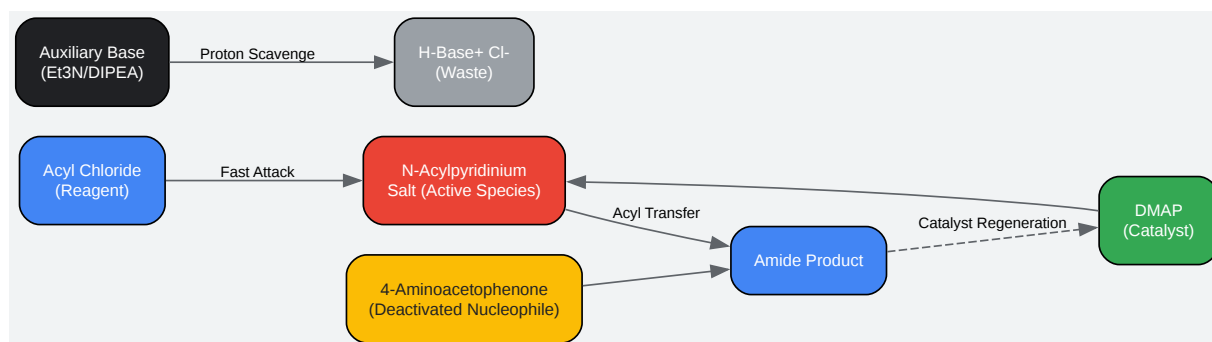 Auxiliary Base
(Et3N/DIPEA)
Proton Scavenge
H-Base+ Cl-
(Waste)
Acyl Chloride
(Reagent)
Fast Attack
N-Acylpyridinium
Salt (Active Species)
Acyl Transfer
4-Aminoacetophenone
(Deactivated Nucleophile)
Amide Product
Catalyst Regeneration
DMAP
(Catalyst)